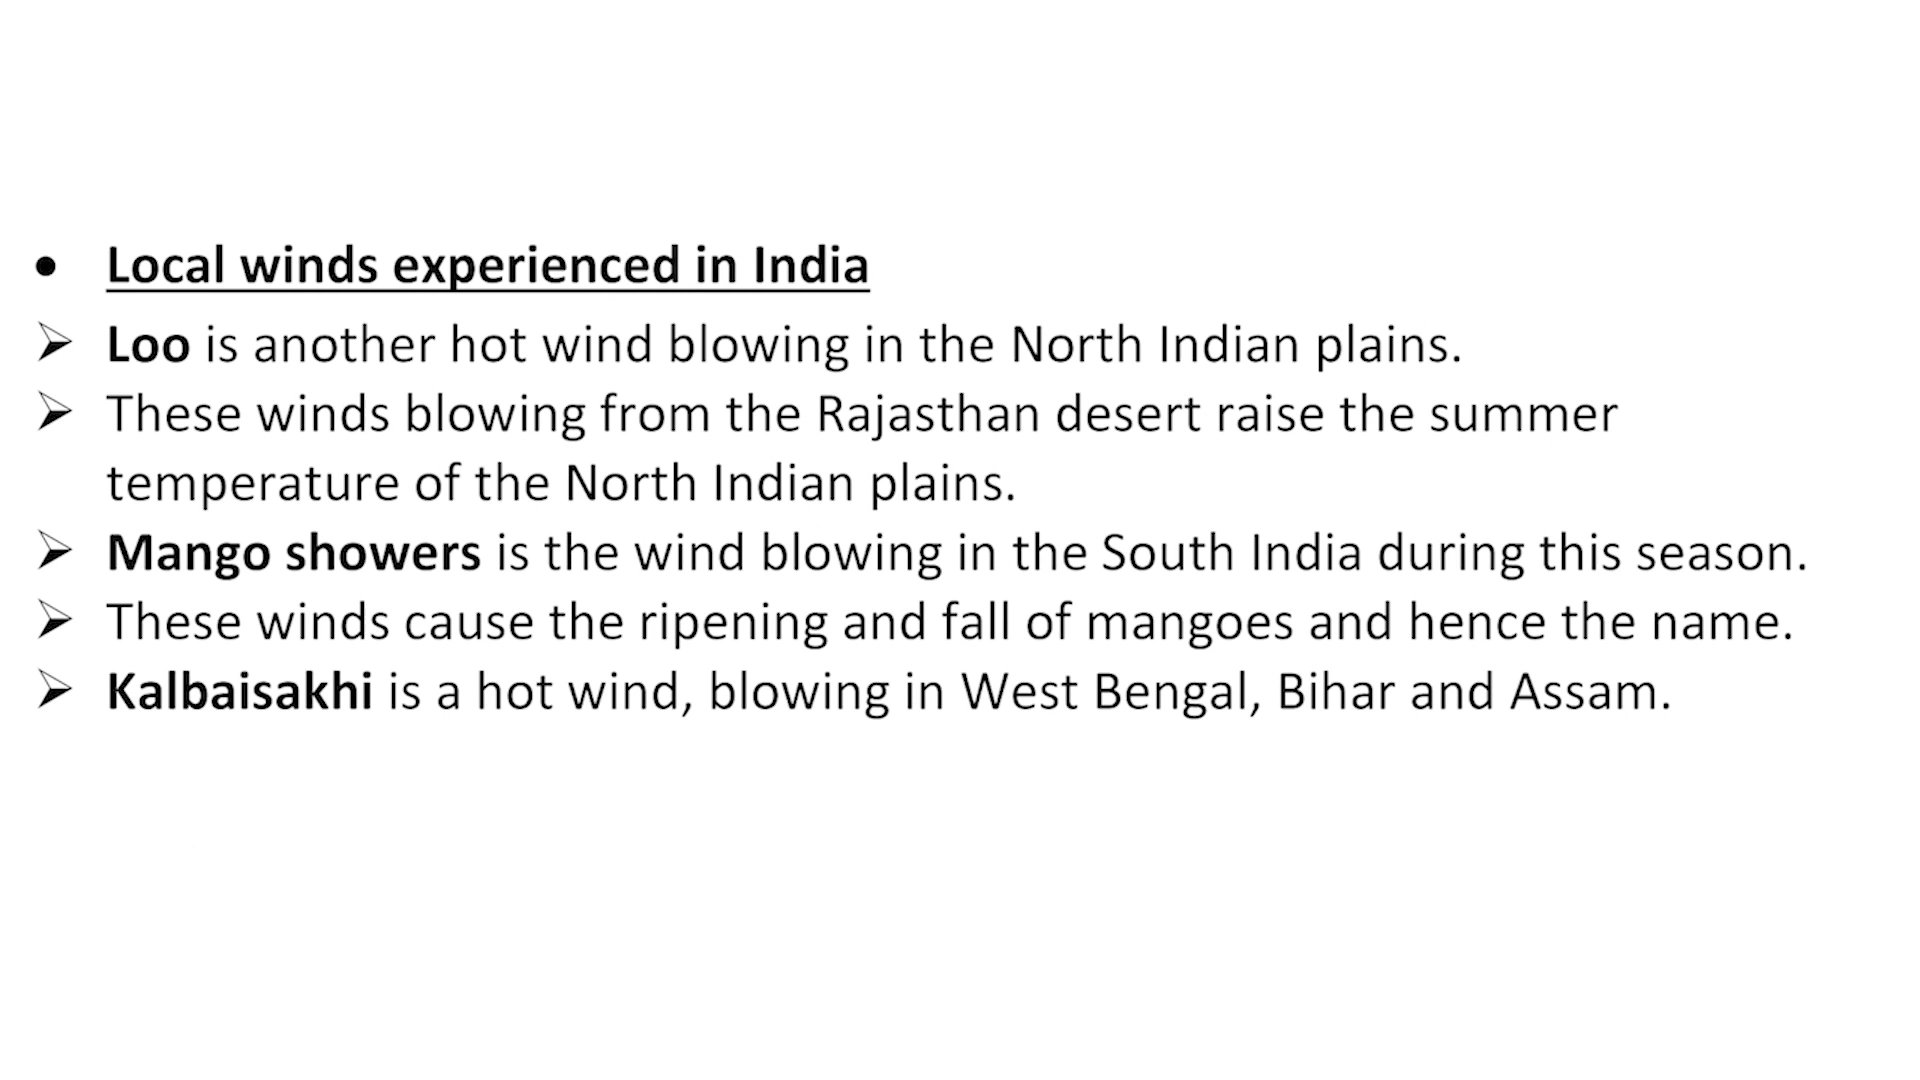 • Local winds experienced in India
➢ Loo is another hot wind blowing in the North Indian plains.
➢ These winds blowing from the Rajasthan desert raise the summer
temperature of the North Indian plains.
➢ Mango showers is the wind blowing in the South India during this season.
➢ These winds cause the ripening and fall of mangoes and hence the name.
➢ Kalbaisakhi is a hot wind, blowing in West Bengal, Bihar and Assam.